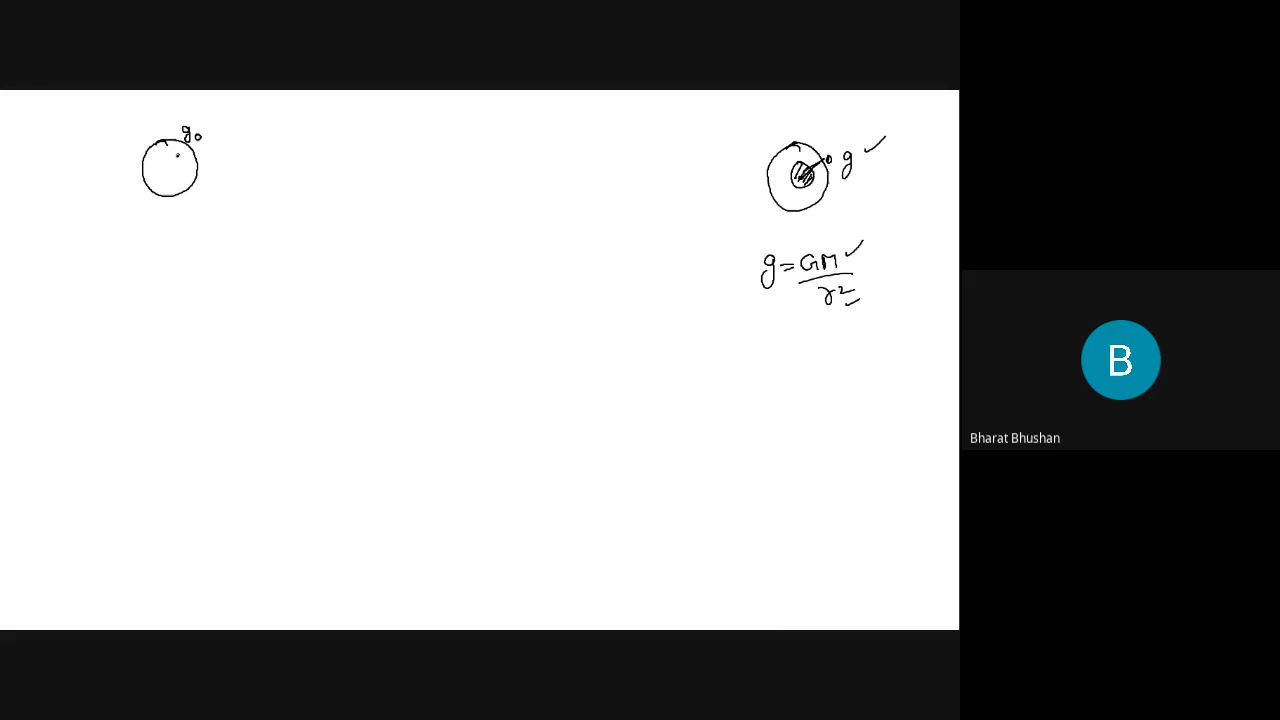 g₀
g ✓
g = GM ✓
r² ✓
B
Bharat Bhushan